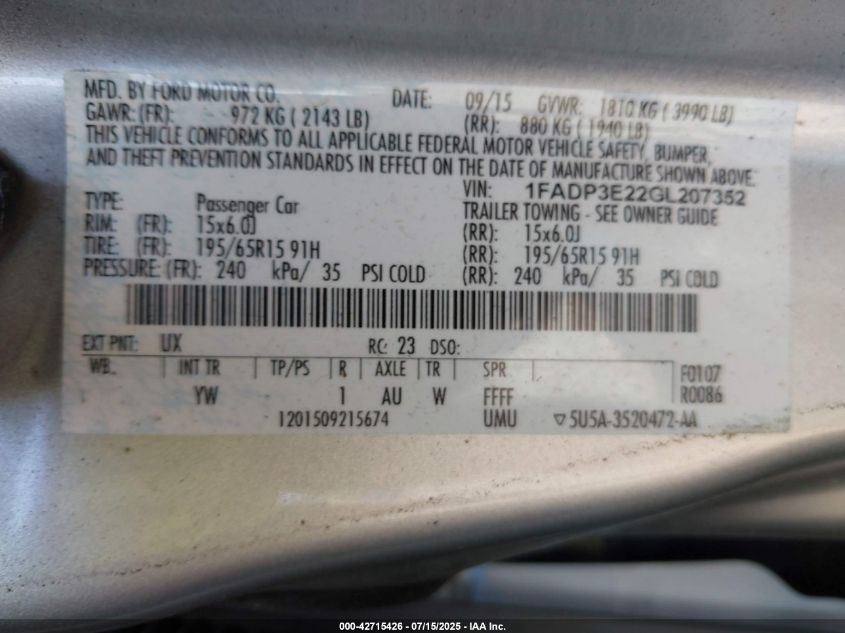 MFD. BY FORD MOTOR CO. DATE: 09/15 GVWR: 1810 KG ( 3990 LB)
GAWR: (FR): 972 KG ( 2143 LB) (RR): 880 KG ( 1940 LB)
THIS VEHICLE CONFORMS TO ALL APPLICABLE FEDERAL MOTOR VEHICLE SAFETY, BUMPER,
AND THEFT PREVENTION STANDARDS IN EFFECT ON THE DATE OF MANUFACTURE SHOWN ABOVE.
VIN: 1FADP3E22GL207352
TYPE: Passenger Car TRAILER TOWING - SEE OWNER GUIDE
RIM: (FR): 15x6.0J (RR): 15x6.0J
TIRE: (FR): 195/65R15 91H (RR): 195/65R15 91H
PRESSURE: (FR): 240 kPa/ 35 PSI COLD (RR): 240 kPa/ 35 PSI COLD
EXT PNT: UX RC: 23 DSO:
WB INT TR TP/PS R AXLE TR SPR F0107
YW 1 AU W FFFF R0086
1201509215674 UMU ▽5U5A-3520472-AA
000-42715426 - 07/15/2025 - IAA Inc.